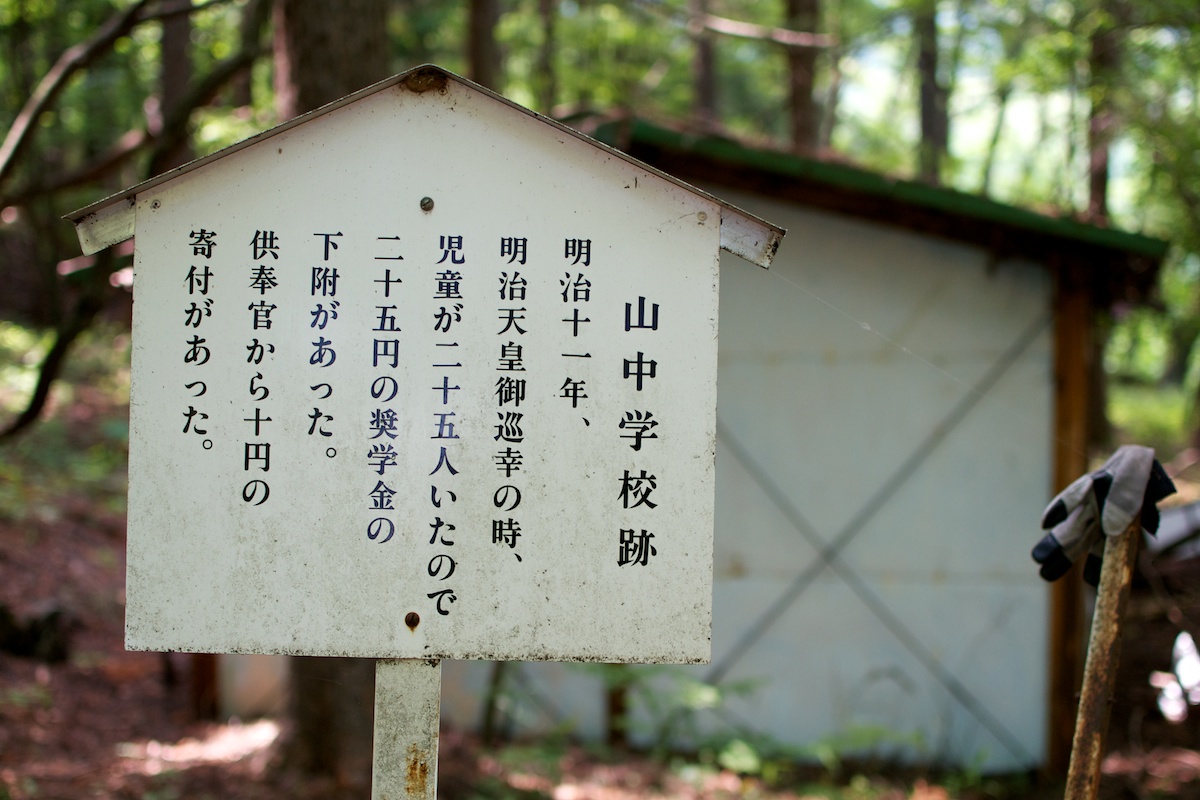 山中学校跡
明治十一年、
明治天皇御巡幸の時、
児童が二十五人いたので
二十五円の奨学金の
下附があった。
供奉官から十円の
寄付があった。